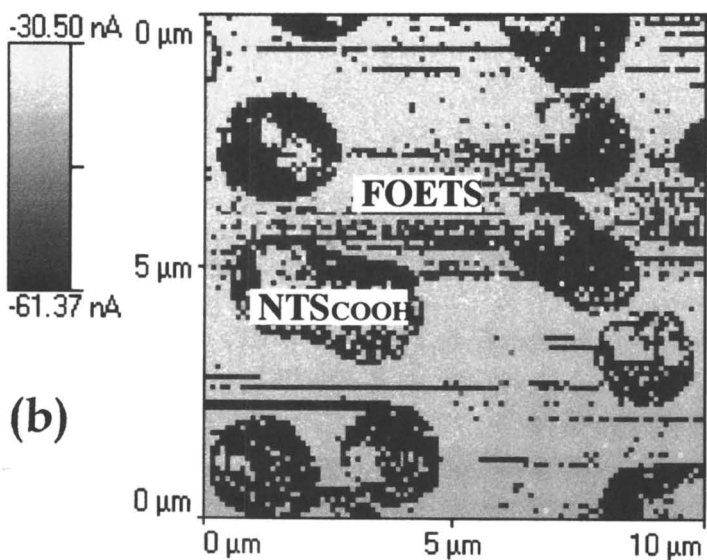 -30.50 nA
-61.37 nA
(b)
0 µm
5 µm
0 µm
FOETS
NTSCOOH
0 µm
5 µm
10 µm